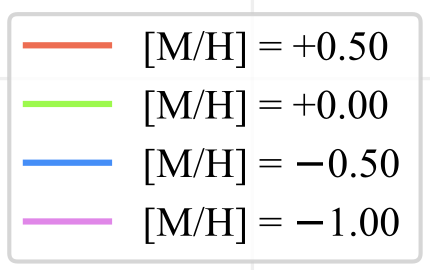 [M/H] = +0.50
[M/H] = +0.00
[M/H] = −0.50
[M/H] = −1.00